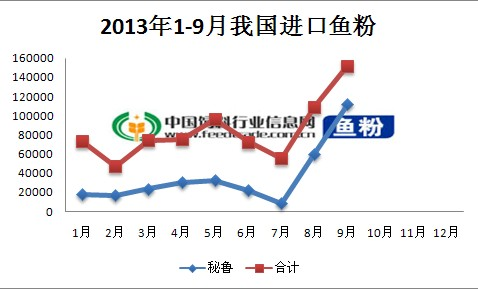 2013年1-9月我国进口鱼粉
160000
140000
120000
100000
80000
60000
40000
20000
0
中国饲料行业信息网
www.feedtrade.com.cn
鱼粉
1月 2月 3月 4月 5月 6月 7月 8月 9月 10月 11月 12月
秘鲁 合计